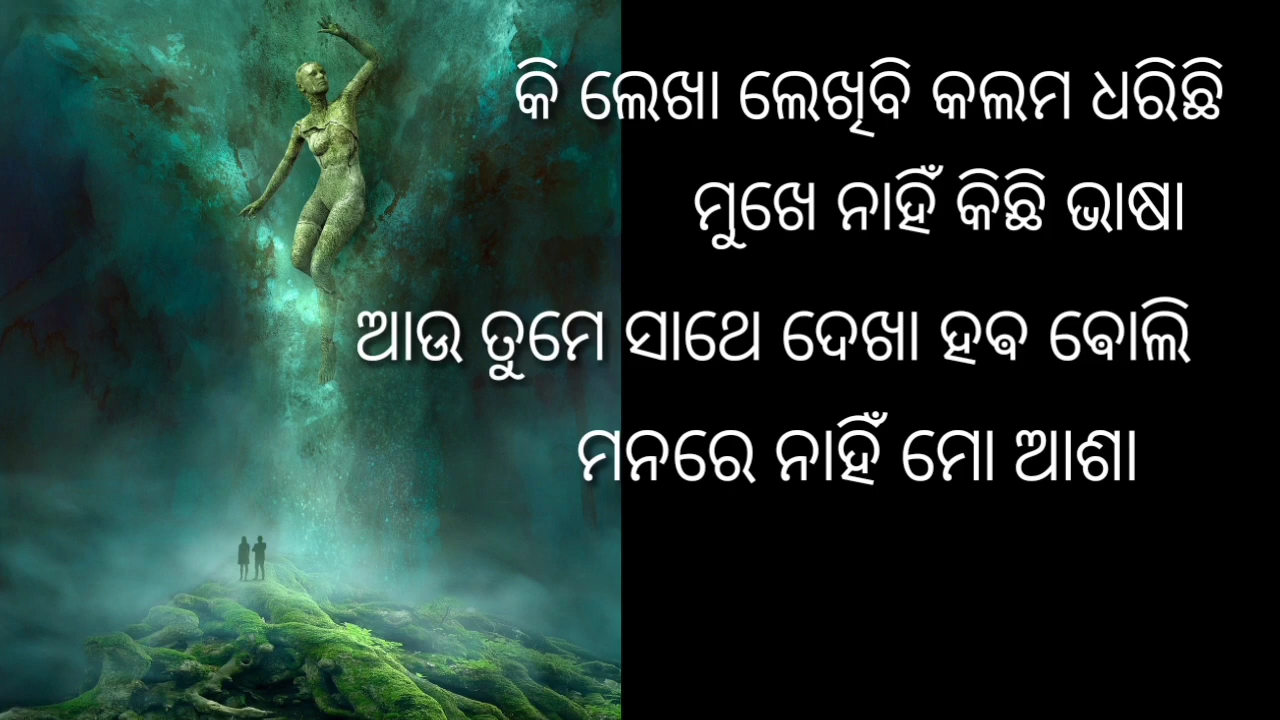 କି ଲେଖା ଲେଖିବି କଲମ ଧରିଛି
ମୁଖେ ନାହିଁ କିଛି ଭାଷା
ଆଉ ତୁମେ ସାଥେ ଦେଖା ହବ ବୋଲି
ମନରେ ନାହିଁ ମୋ ଆଶା